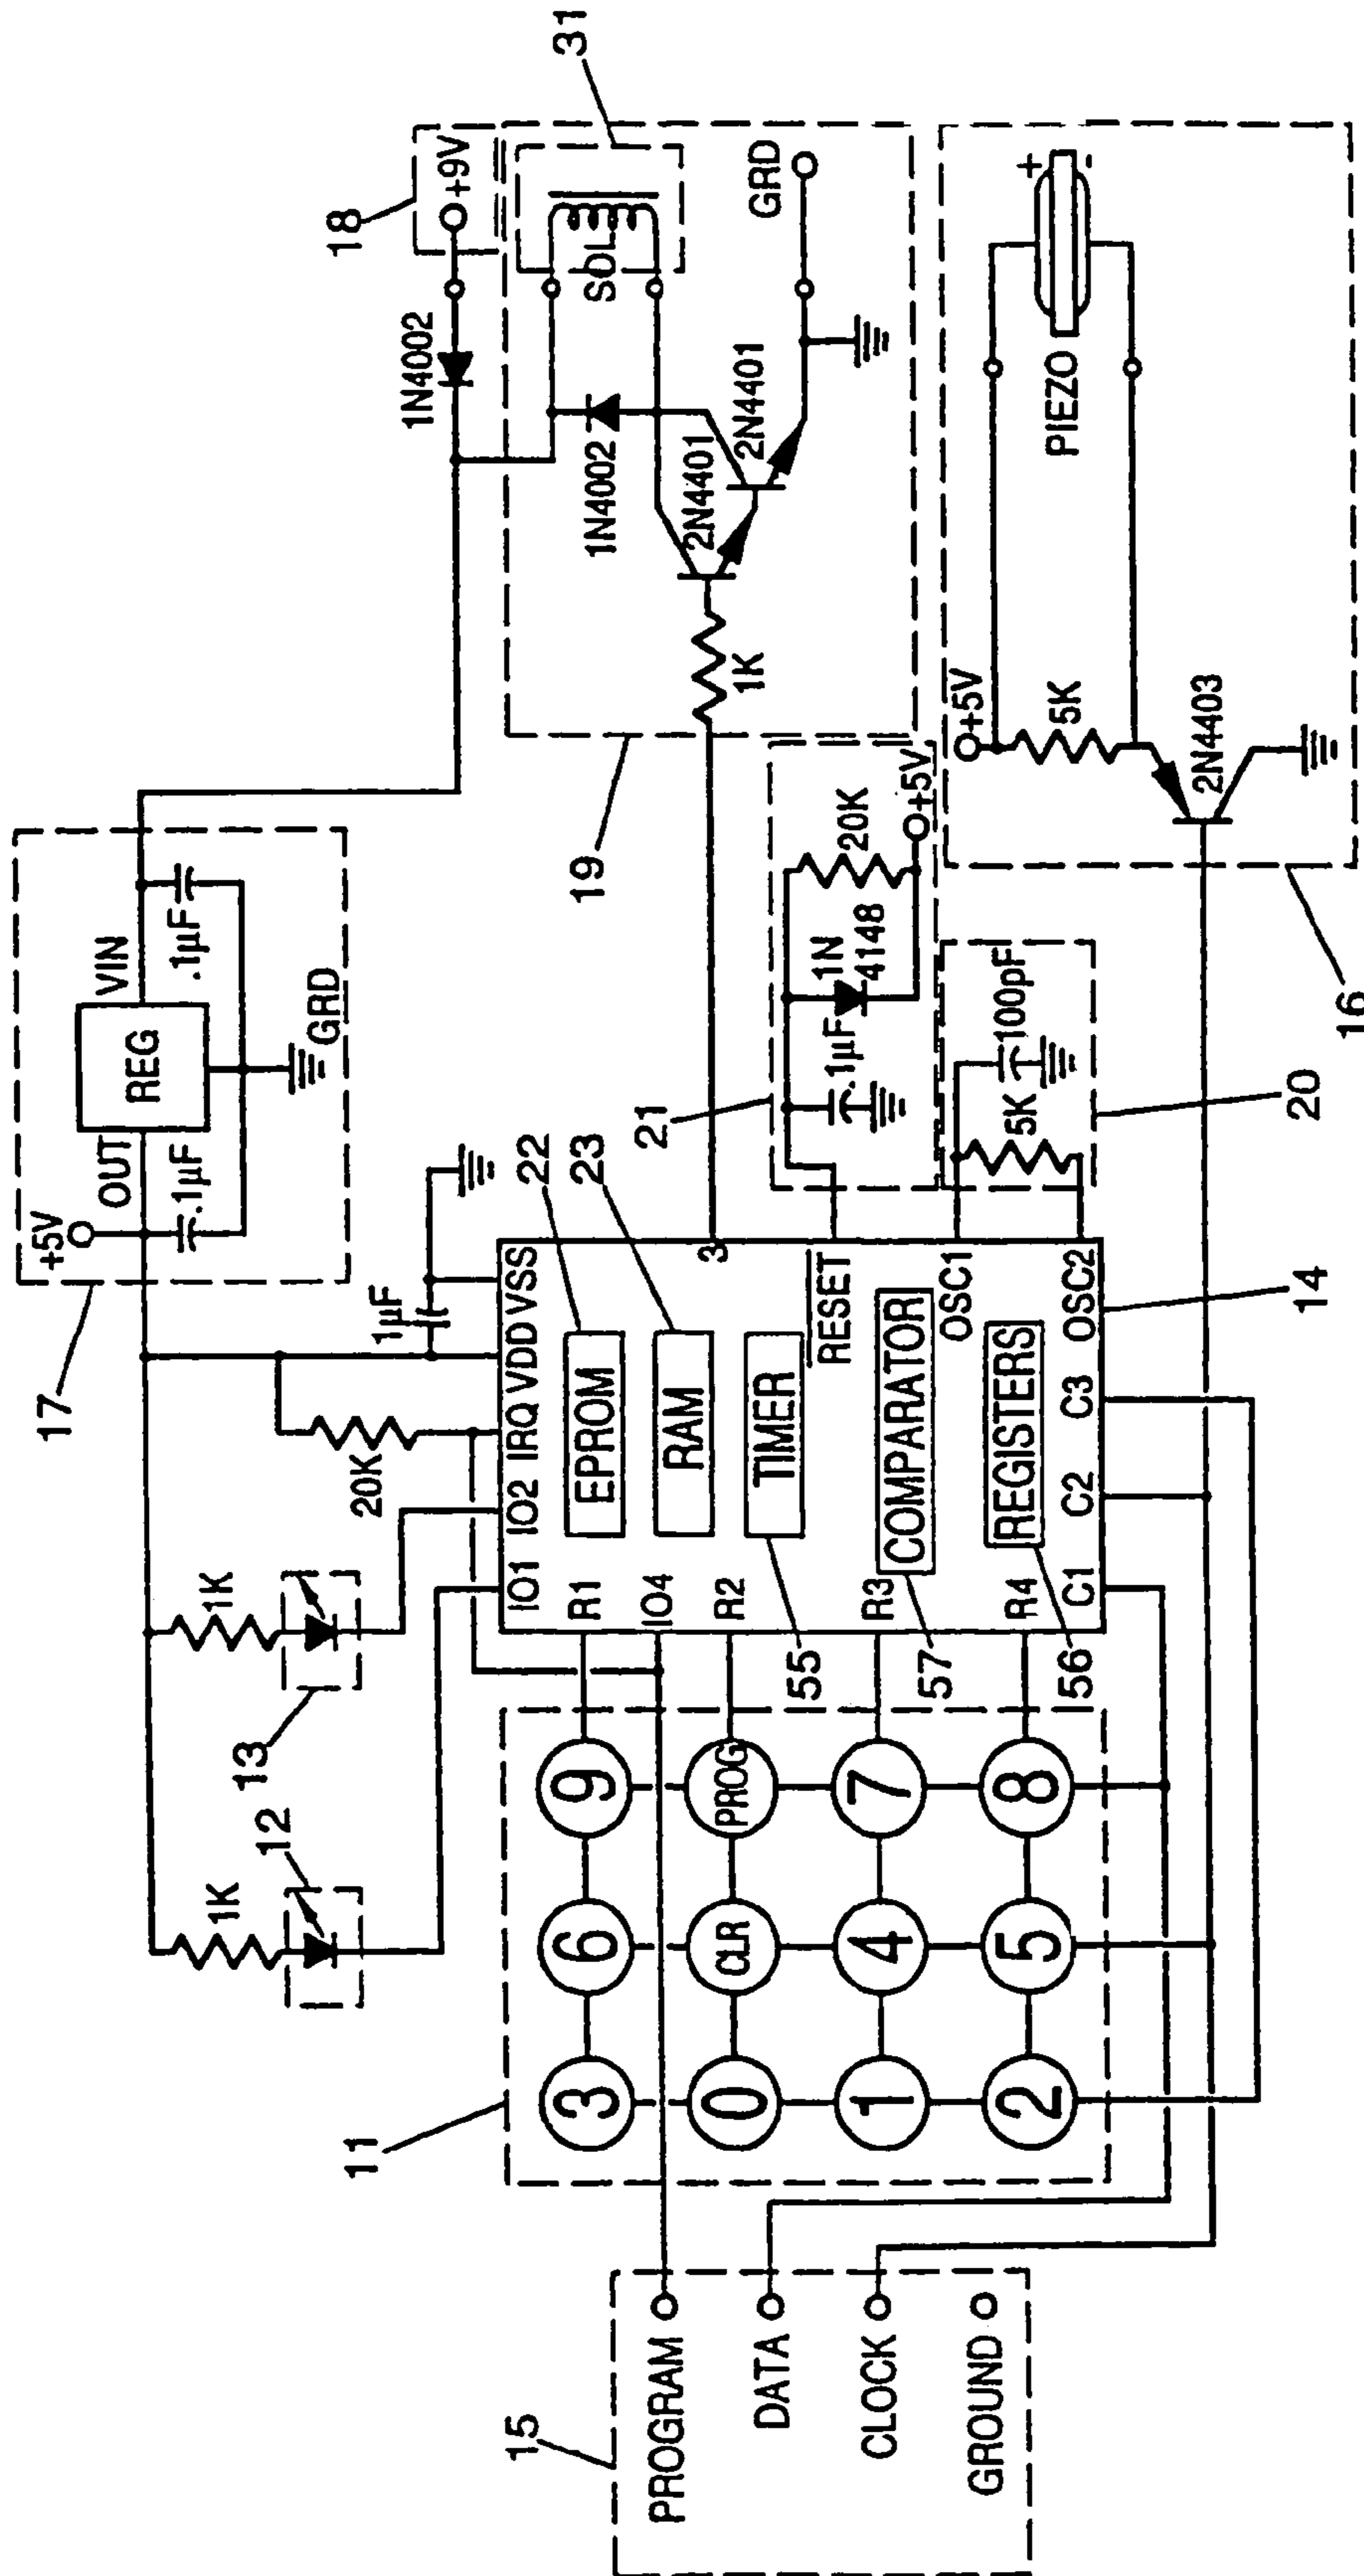 17
+5V
OUT
REG
VIN
.1µF
.1µF
GRD
18
+9V
1N4002
31
SOL
1N4002
2N4401
2N4401
1K
GRD
19
12
1K
13
1K
20K
1µF
IO1
IO2
IRQ
VDD
VSS
R1
IO4
R2
R3
R4
C1
C2
C3
OSC2
OSC1
RESET
3
EPROM
RAM
TIMER
COMPARATOR
REGISTERS
22
23
55
57
56
14
11
3
6
9
0
CLR
PROG
1
4
7
2
5
8
15
PROGRAM
DATA
CLOCK
GROUND
21
.1µF
1N
4148
20K
+5V
20
5K
100pF
16
+5V
5K
2N4403
PIEZO
+
-